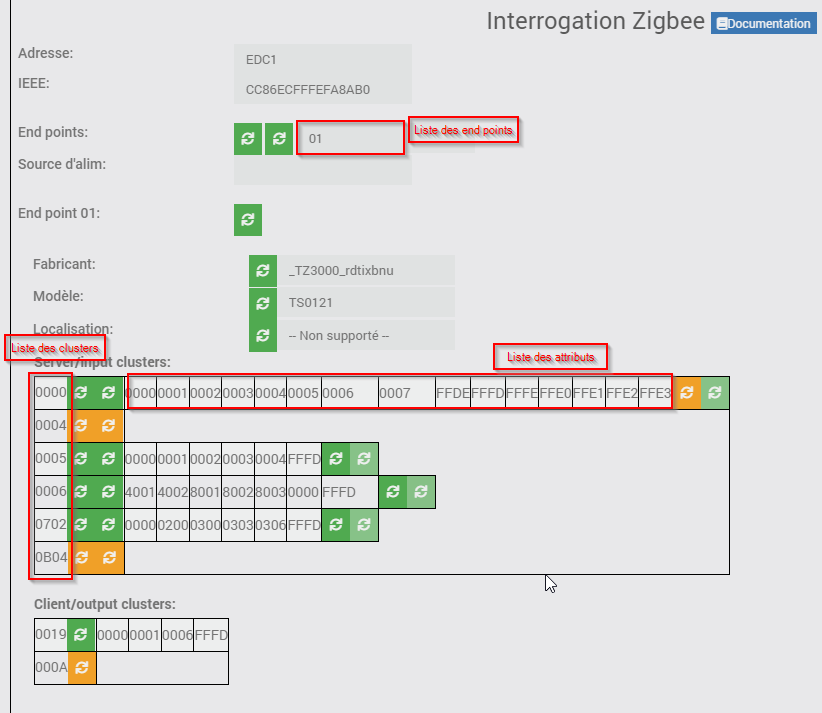 Interrogation Zigbee Documentation
Adresse: EDC1
IEEE: CC86ECFFFEFA8AB0
End points: 01 Liste des end points
Source d'alim:
End point 01:
Fabricant: _TZ3000_rdtixbnu
Modèle: TS0121
Localisation: -- Non supporté --
Liste des clusters
Liste des attributs
Server/input clusters:
0000 0000 0001 0002 0003 0004 0005 0006 0007 FFDE FFFD FFFE FFE0 FFE1 FFE2 FFE3
0004
0005 0000 0001 0002 0003 0004 FFFD
0006 4001 4002 8001 8002 8003 0000 FFFD
0702 0000 0200 0300 0303 0306 FFFD
0B04
Client/output clusters:
0019 0000 0001 0006 FFFD
000A